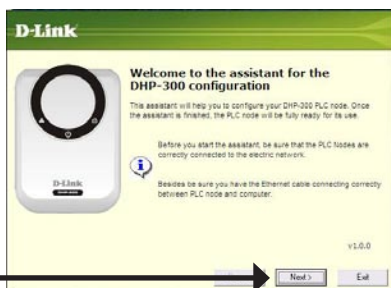 D-Link
Welcome to the assistant for the
DHP-300 configuration
This assistant will help you to configure your DHP-300 PLC node. Once
the assistant is finished, the PLC node will be fully ready for its use.
Before you start the assistant, be sure that the PLC Nodes are
correctly connected to the electric network.
Besides be sure you have the Ethernet cable connecting correctly
between PLC node and computer.
D-Link
v1.0.0
Next >
Exit